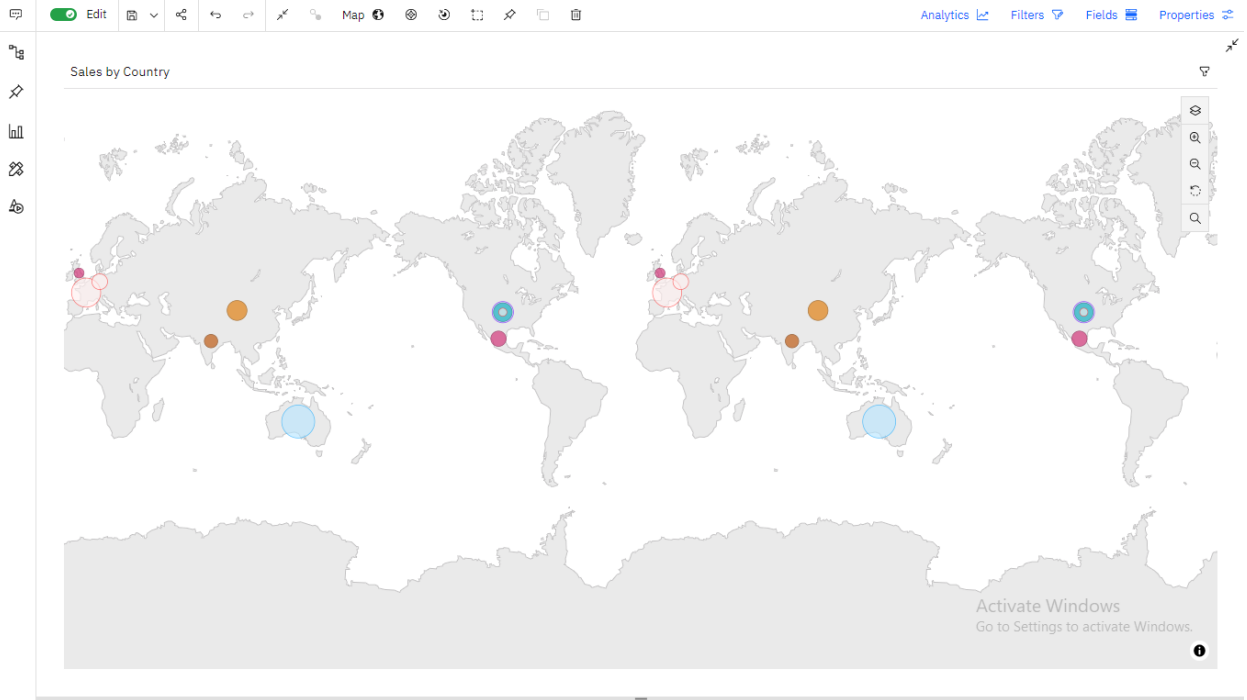 Edit
Map
Analytics
Filters
Fields
Properties
Sales by Country
Activate Windows
Go to Settings to activate Windows.